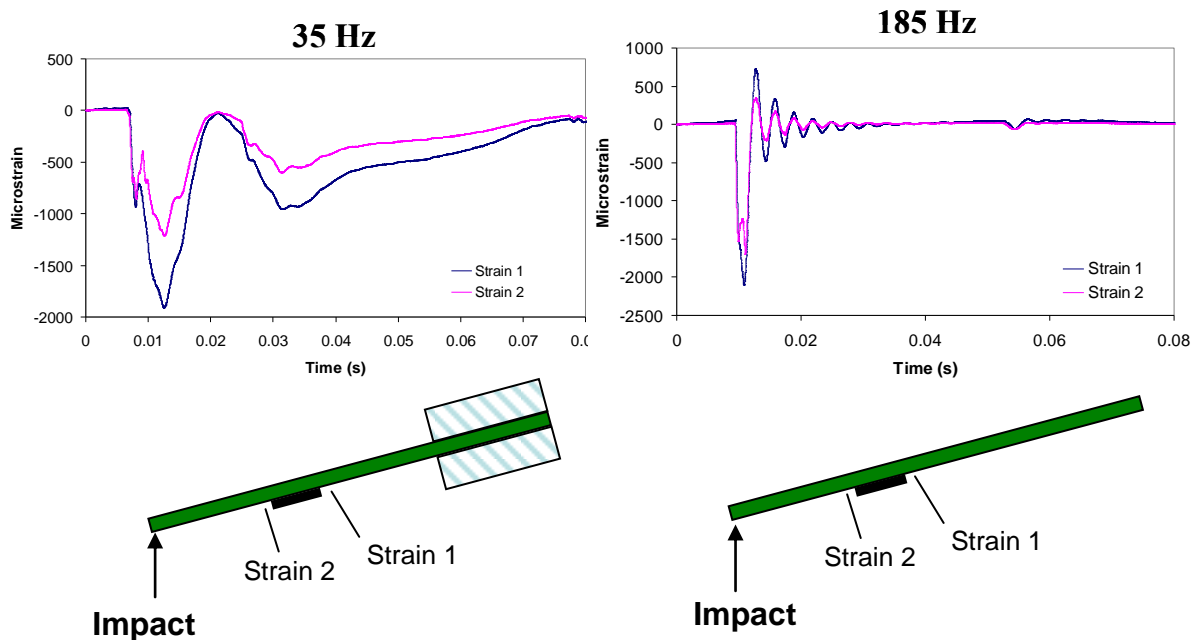 35 Hz
500
0
-500
-1000
-1500
-2000
Microstrain
0 0.01 0.02 0.03 0.04 0.05 0.06 0.07
Time (s)
Strain 1
Strain 2
185 Hz
1000
500
0
-500
-1000
-1500
-2000
-2500
Microstrain
0 0.02 0.04 0.06 0.08
Time (s)
Strain 1
Strain 2
Strain 1
Strain 2
Impact
Strain 1
Strain 2
Impact